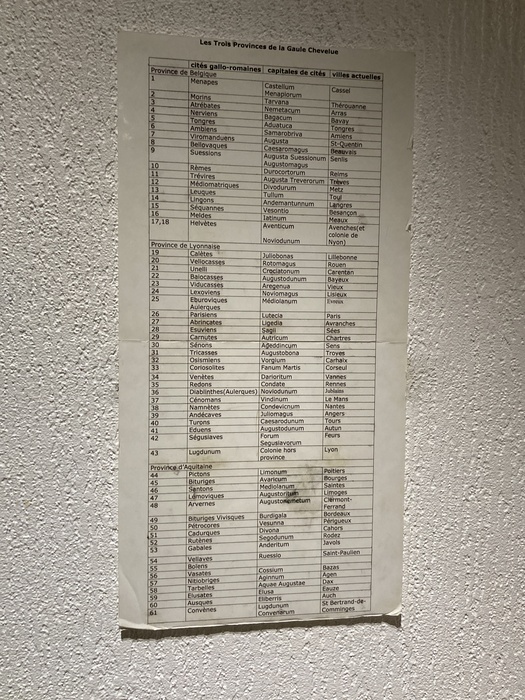 Les Trois Provinces de la Gaule Chevelue
cités gallo-romaines capitales de cités villes actuelles
Province de Belgique
1 Ménapes Castellum Menapiorum Cassel
2 Morins Tarvana Thérouanne
3 Atrébates Nemetacum Arras
4 Nerviens Bagacum Bavay
5 Tongres Aduatuca Tongres
6 Ambiens Samarobriva Amiens
7 Viromanduens Augusta St-Quentin
8 Bellovaques Caesaromagus Beauvais
9 Suessions Augusta Suessionum Senlis
Augustomagus
10 Rèmes Durocortorum Reims
11 Trévires Augusta Treverorum Trèves
12 Médiomatriques Divodurum Metz
13 Leuques Tullum Toul
14 Lingons Andemantunnum Langres
15 Séquannes Vesontio Besançon
16 Meldes Iatinum Meaux
17,18 Helvètes Aventicum Avenches(et colonie de
Noviodunum Nyon)
Province de Lyonnaise
19 Calètes Juliobonas Lillebonne
20 Véliocasses Rotomagus Rouen
21 Unelli Crociatonum Carentan
22 Baiocasses Augustodunum Bayeux
23 Viducasses Aregenua Vieux
24 Lexoviens Noviomagus Lisieux
25 Eburoviques Mediolanum Evreux
Aulerques
26 Parisiens Lutecia Paris
27 Abrincates Ligedia Avranches
28 Esuviens Sagii Sées
29 Carnutes Autricum Chartres
30 Sénons Agedincum Sens
31 Tricasses Augustobona Troyes
32 Osismiens Vorgium Carhaix
33 Coriosolites Fanum Martis Corseul
34 Venètes Darioritum Vannes
35 Redons Condate Rennes
36 Diablinthes(Aulerques) Noviodunum Jublains
37 Cénomans Vindinum Le Mans
38 Namnètes Condevicnum Nantes
39 Andécaves Juliomagus Angers
40 Turons Caesarodunum Tours
41 Eduens Augustodunum Autun
42 Ségusiaves Forum Segusiavorum Feurs
43 Lugdunum Colonie hors province Lyon
Province d'Aquitaine
44 Pictons Limonum Poitiers
45 Bituriges Avaricum Bourges
46 Santons Mediolanum Saintes
47 Lémoviques Augustoritum Limoges
48 Arvernes Augustonemetum Clermont-Ferrand
49 Bituriges Vivisques Burdigala Bordeaux
50 Pétrocores Vesunna Périgueux
51 Cadurques Divona Cahors
52 Rutènes Segodunum Rodez
53 Gabales Anderitum Javols
54 Vellaves Ruessio Saint-Paulien
55 Boiens
56 Vasates Cossium Bazas
57 Nitiobriges Aginnum Agen
58 Tarbelles Aquae Augustae Dax
59 Elusates Elusa Eauze
60 Ausques Eliberris Auch
61 Convènes Lugdunum Convenarum St Bertrand-de-Comminges